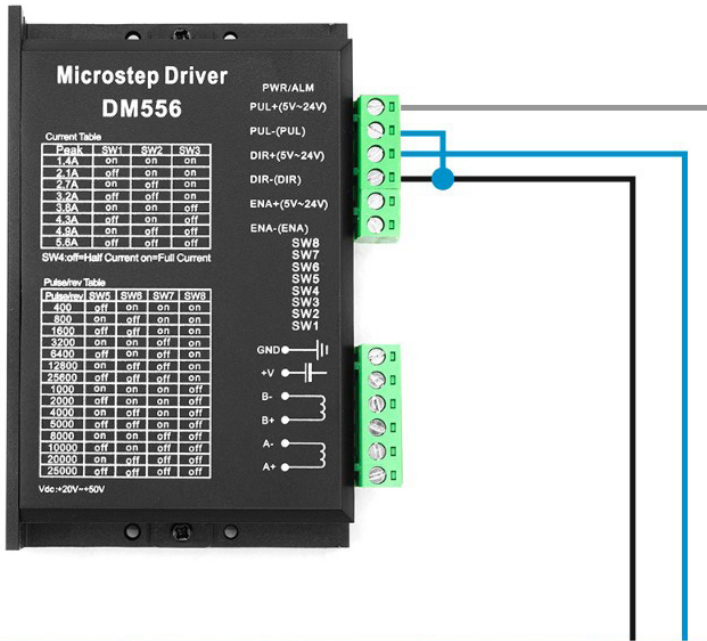 Microstep Driver
DM556
Current Table
Peak SW1 SW2 SW3
1.4A on on on
2.1A off on on
2.7A on off on
3.2A off off on
3.8A on on off
4.3A off on off
4.9A on off off
5.6A off off off
SW4:off=Half Current on=Full Current
Pulse/rev Table
Pulse/rev SW5 SW6 SW7 SW8
400 off on on on
800 on off on on
1600 off off on on
3200 on on off on
6400 off on off on
12800 on off off on
25600 off off off on
1000 on on on off
2000 off on on off
4000 on off on off
5000 off off on off
8000 on on off off
10000 off on off off
20000 on off off off
25000 off off off off
Vdc:+20V~+50V
PWR/ALM
PUL+(5V~24V)
PUL-(PUL)
DIR+(5V~24V)
DIR-(DIR)
ENA+(5V~24V)
ENA-(ENA)
SW8
SW7
SW6
SW5
SW4
SW3
SW2
SW1
GND
+V
B-
B+
A-
A+